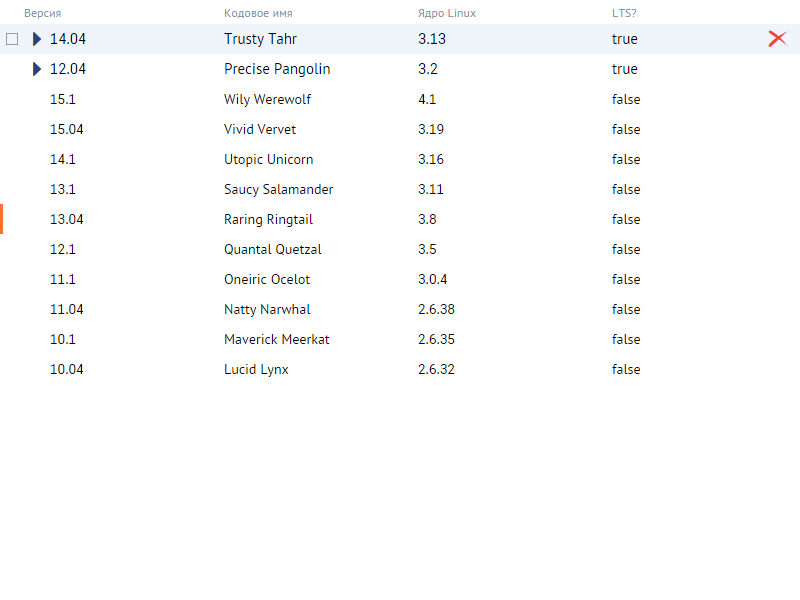 Версия Кодовое имя Ядро Linux LTS?
14.04 Trusty Tahr 3.13 true
12.04 Precise Pangolin 3.2 true
15.1 Wily Werewolf 4.1 false
15.04 Vivid Vervet 3.19 false
14.1 Utopic Unicorn 3.16 false
13.1 Saucy Salamander 3.11 false
13.04 Raring Ringtail 3.8 false
12.1 Quantal Quetzal 3.5 false
11.1 Oneiric Ocelot 3.0.4 false
11.04 Natty Narwhal 2.6.38 false
10.1 Maverick Meerkat 2.6.35 false
10.04 Lucid Lynx 2.6.32 false